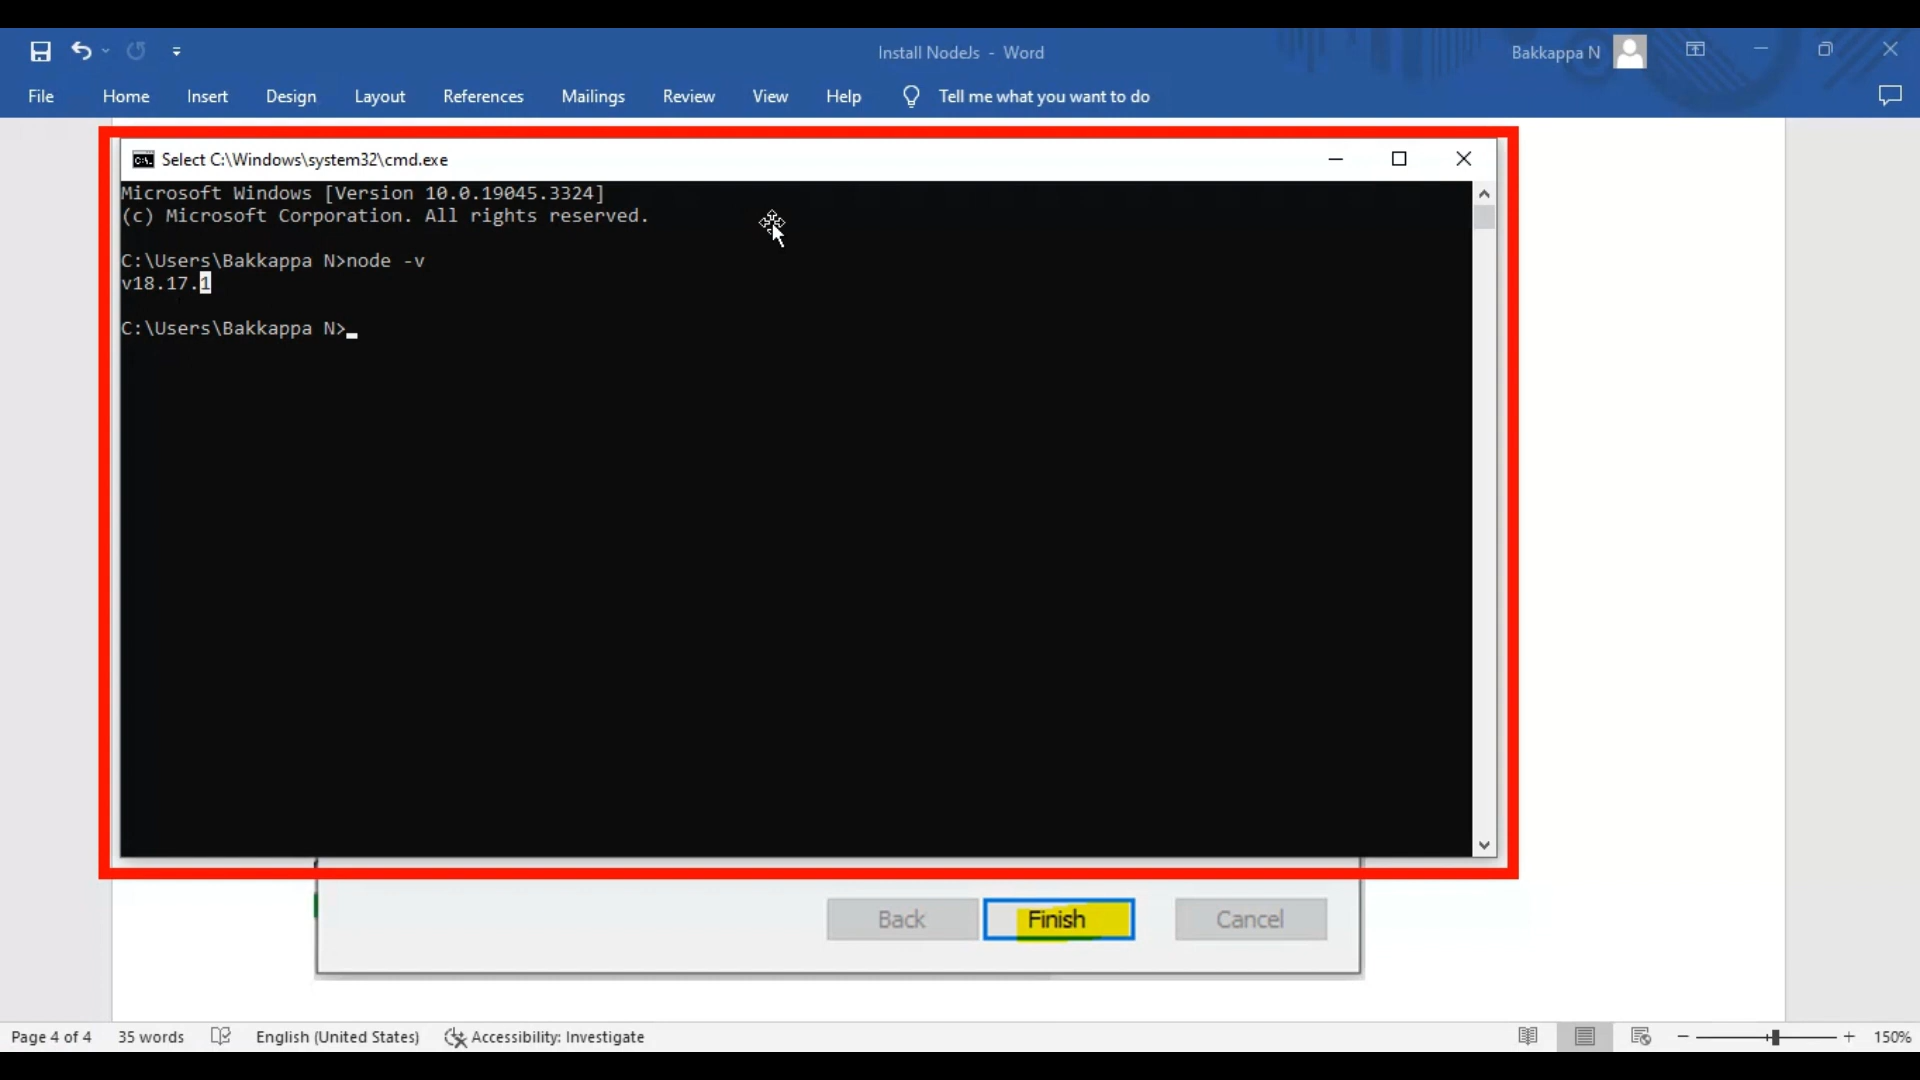 Install NodeJs - Word
Bakkappa N
File Home Insert Design Layout References Mailings Review View Help Tell me what you want to do
Select C:\Windows\system32\cmd.exe
Microsoft Windows [Version 10.0.19045.3324]
(c) Microsoft Corporation. All rights reserved.
C:\Users\Bakkappa N>node -v
v18.17.1
C:\Users\Bakkappa N>
Back Finish Cancel
Page 4 of 4 35 words English (United States) Accessibility: Investigate 150%